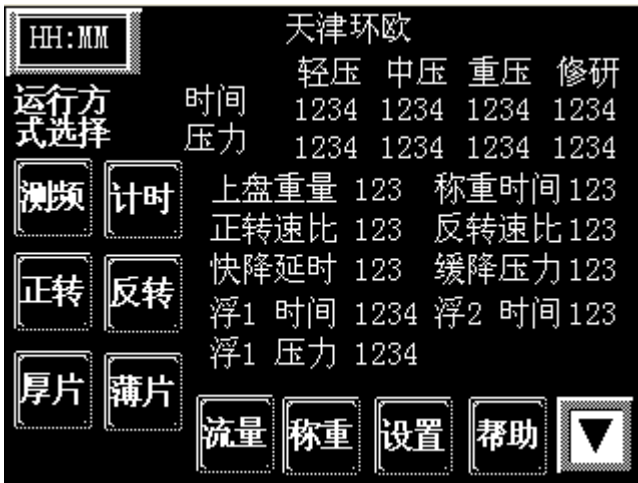 HH:MM 天津环欧
轻压 中压 重压 修研
运行方式选择
时间 1234 1234 1234 1234
压力 1234 1234 1234 1234
测频 计时
上盘重量 123 称重时间 123
正转速比 123 反转速比 123
正转 反转
快降延时 123 缓降压力 123
浮1 时间 1234 浮2 时间 123
浮1 压力 1234
厚片 薄片
流量 称重 设置 帮助 ▼